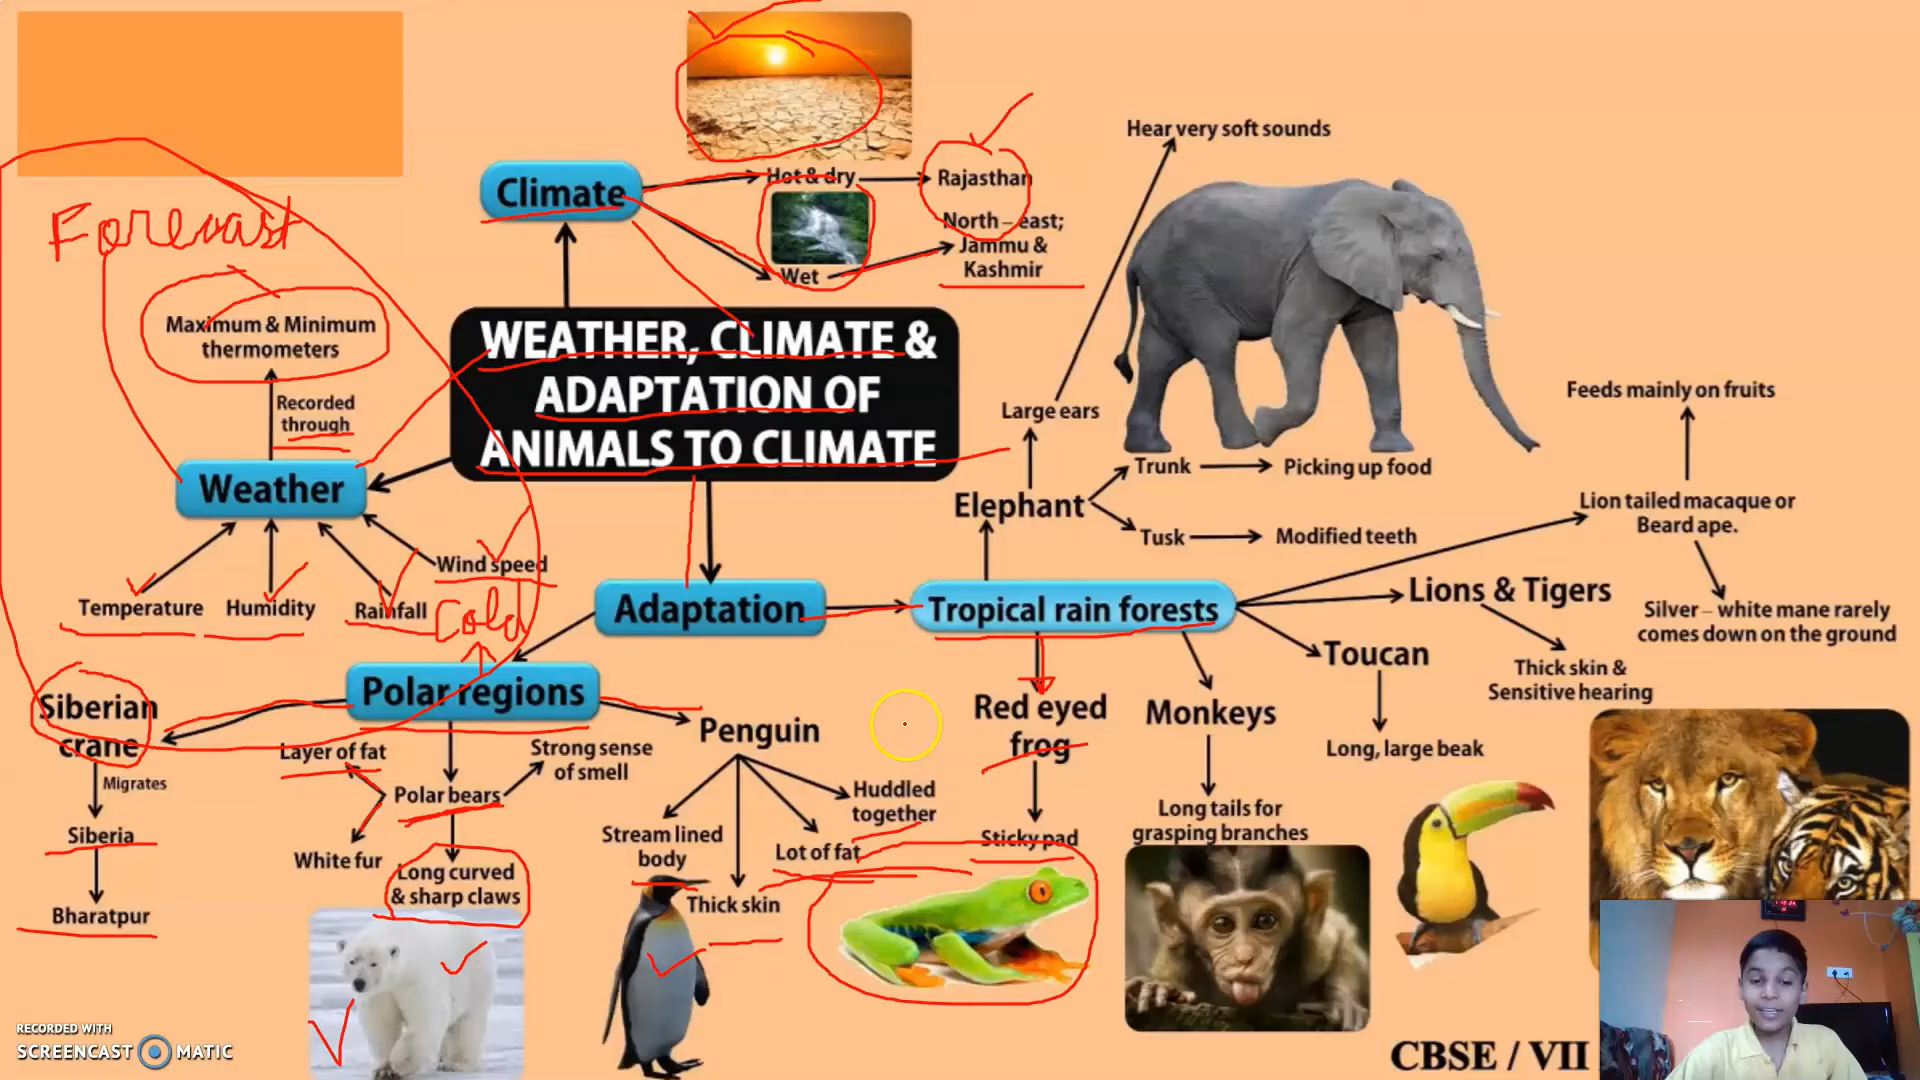 Hear very soft sounds
Climate
Hot & dry
Rajasthan
North – east;
Jammu &
Kashmir
Wet
Forecast
Maximum & Minimum
thermometers
Recorded
through
WEATHER, CLIMATE &
ADAPTATION OF
ANIMALS TO CLIMATE
Weather
Wind speed
Temperature
Humidity
Rainfall
Cold
Large ears
Elephant
Trunk
Picking up food
Tusk
Modified teeth
Feeds mainly on fruits
Lion tailed macaque or
Beard ape.
Silver – white mane rarely
comes down on the ground
Lions & Tigers
Thick skin &
Sensitive hearing
Adaptation
Tropical rain forests
Toucan
Long, large beak
Polar regions
Siberian
crane
Migrates
Siberia
Bharatpur
Layer of fat
Strong sense
of smell
Polar bears
White fur
Long curved
& sharp claws
Penguin
Stream lined
body
Thick skin
Lot of fat
Huddled
together
Red eyed
frog
Sticky pad
Monkeys
Long tails for
grasping branches
RECORDED WITH
SCREENCAST MATIC
CBSE / VII